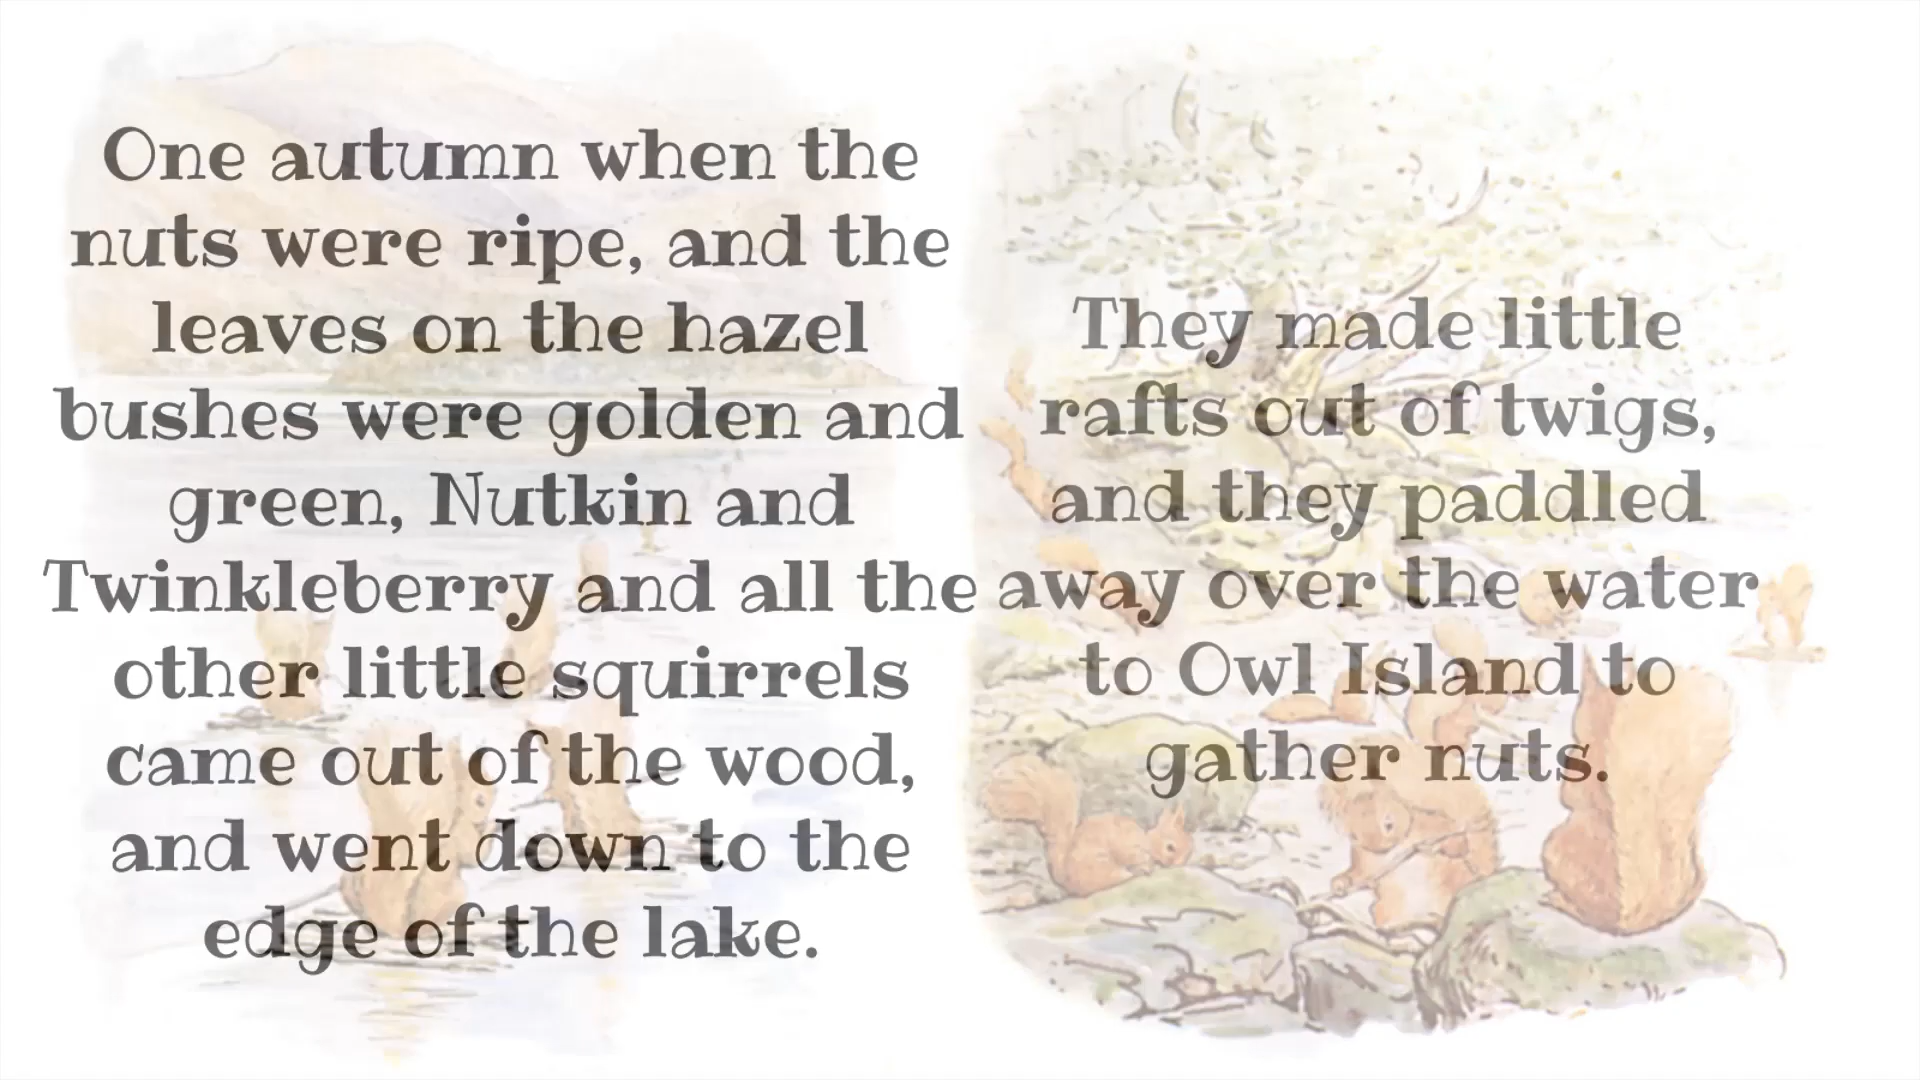 One autumn when the
nuts were ripe, and the
leaves on the hazel
bushes were golden and
green, Nutkin and
Twinkleberry and all the
other little squirrels
came out of the wood,
and went down to the
edge of the lake.
They made little
rafts out of twigs,
and they paddled
away over the water
to Owl Island to
gather nuts.